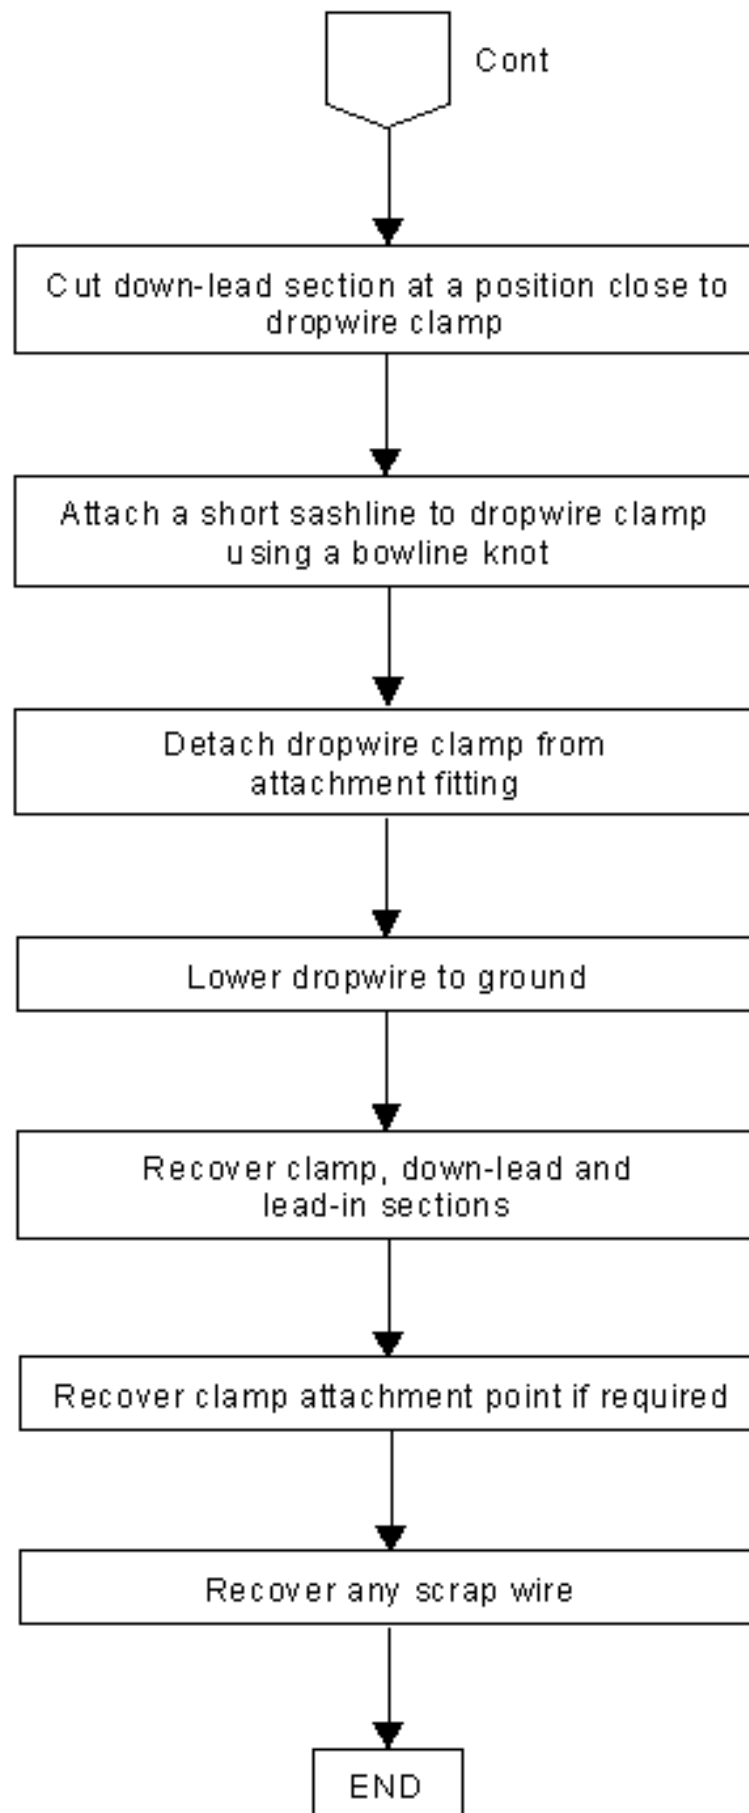 Cont
Cut down-lead section at a position close to
dropwire clamp
Attach a short sashline to dropwire clamp
using a bowline knot
Detach dropwire clamp from
attachment fitting
Lower dropwire to ground
Recover clamp, down-lead and
lead-in sections
Recover clamp attachment point if required
Recover any scrap wire
END